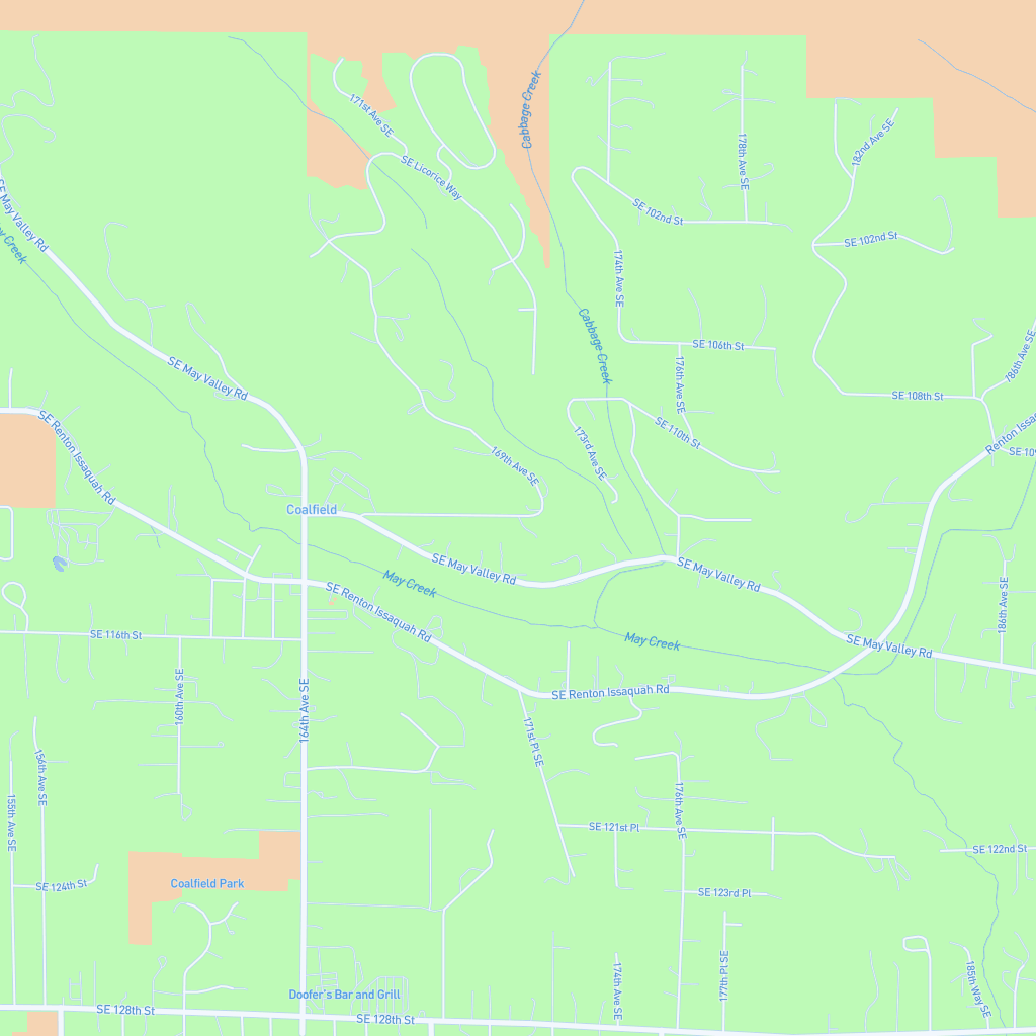 Cabbage Creek
171st Ave SE
SE Licorice Way
178th Ave SE
182nd Ave SE
SE May Valley Rd
SE 102nd St
SE 102nd St
174th Ave SE
Cabbage Creek
SE 106th St
176th Ave SE
186th Ave SE
SE May Valley Rd
SE 108th St
SE Renton Issaquah Rd
173rd Ave SE
SE 110th St
Renton Issaq
SE 109
169th Ave SE
Coalfield
SE May Valley Rd
May Creek
SE Renton Issaquah Rd
SE May Valley Rd
186th Ave SE
SE 116th St
May Creek
SE May Valley Rd
160th Ave SE
164th Ave SE
SE Renton Issaquah Rd
171st Pl SE
156th Ave SE
155th Ave SE
176th Ave SE
SE 121st Pl
SE 122nd St
SE 124th St
Coalfield Park
SE 123rd Pl
174th Ave SE
177th Pl SE
185th Way SE
Doofer's Bar and Grill
SE 128th St
SE 128th St